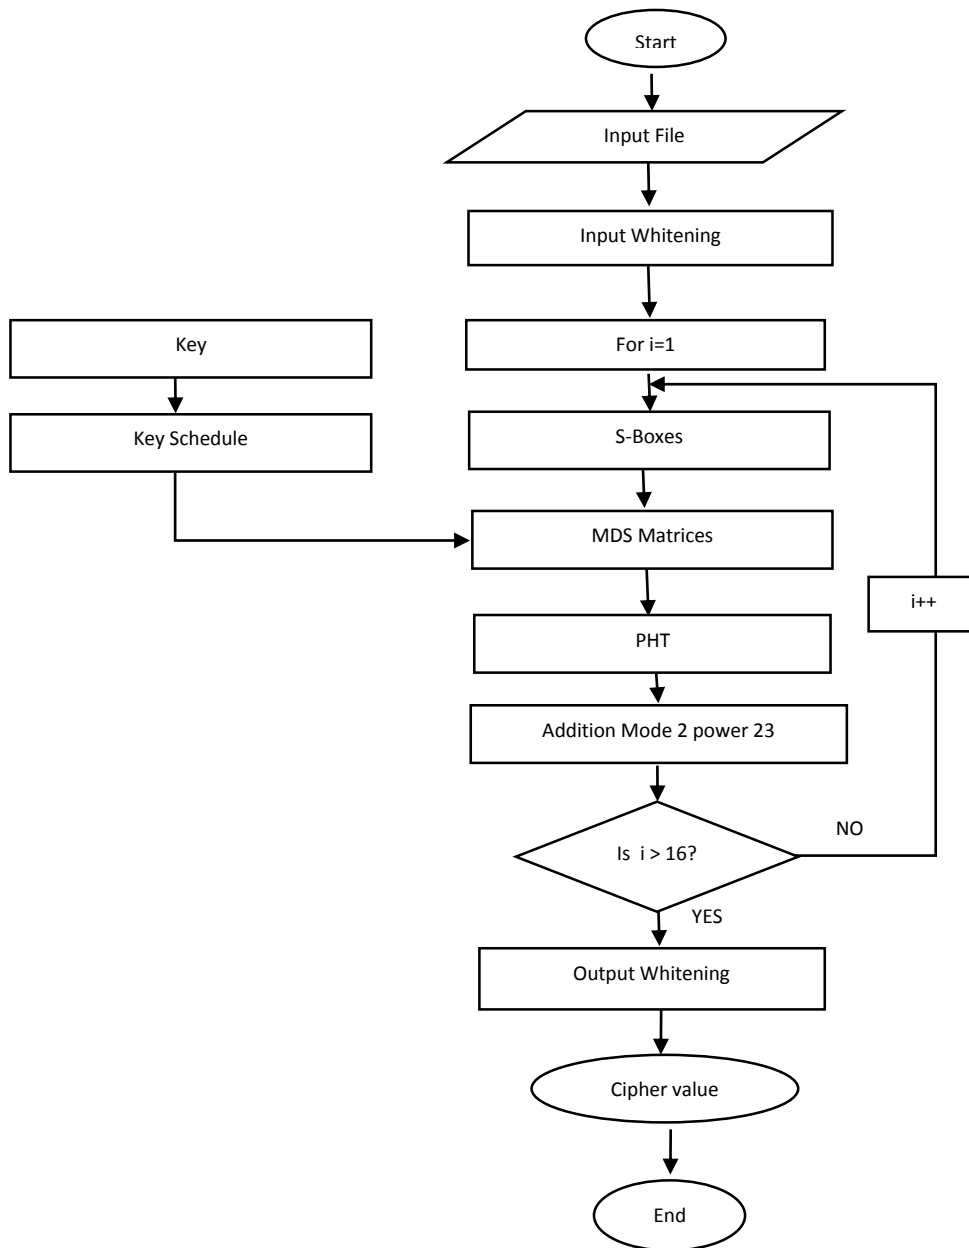 Start
Input File
Input Whitening
Key
For i=1
Key Schedule
S-Boxes
MDS Matrices
i++
PHT
Addition Mode 2 power 23
NO
Is i > 16?
YES
Output Whitening
Cipher value
End